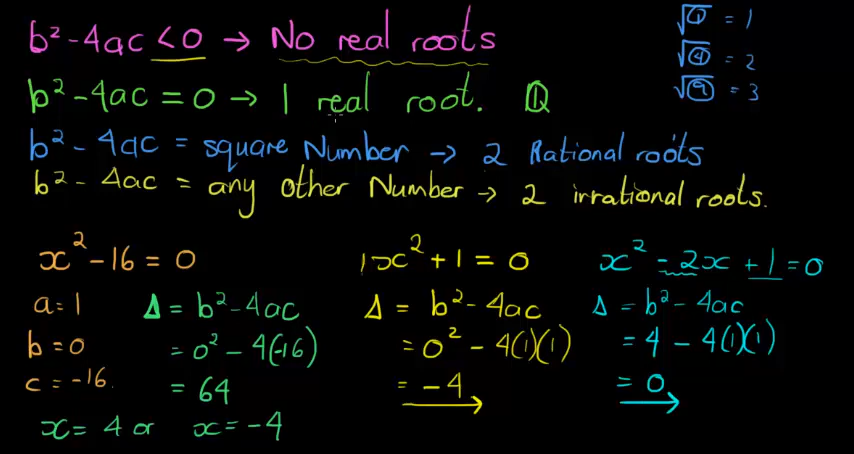 b² - 4ac < 0 → No real roots
√1 = 1
√4 = 2
√9 = 3
b² - 4ac = 0 → 1 real root. ℚ
b² - 4ac = square Number → 2 Rational roots
b² - 4ac = any other Number → 2 irrational roots.
x² - 16 = 0
a = 1
b = 0
c = -16.
Δ = b² - 4ac
= 0² - 4(-16)
= 64
x = 4 or x = -4
1x² + 1 = 0
Δ = b² - 4ac
= 0² - 4(1)(1)
= -4
x² - 2x + 1 = 0
Δ = b² - 4ac
= 4 - 4(1)(1)
= 0